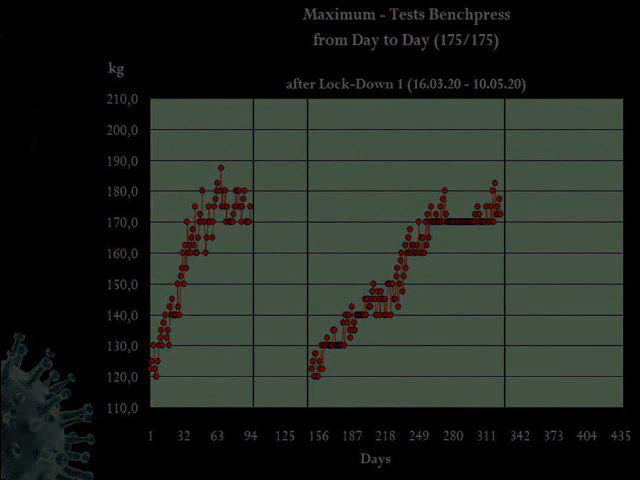 Maximum - Tests Benchpress
from Day to Day (175/175)
kg
after Lock-Down 1 (16.03.20 - 10.05.20)
210,0
200,0
190,0
180,0
170,0
160,0
150,0
140,0
130,0
120,0
110,0
1 32 63 94 125 156 187 218 249 280 311 342 373 404 435
Days